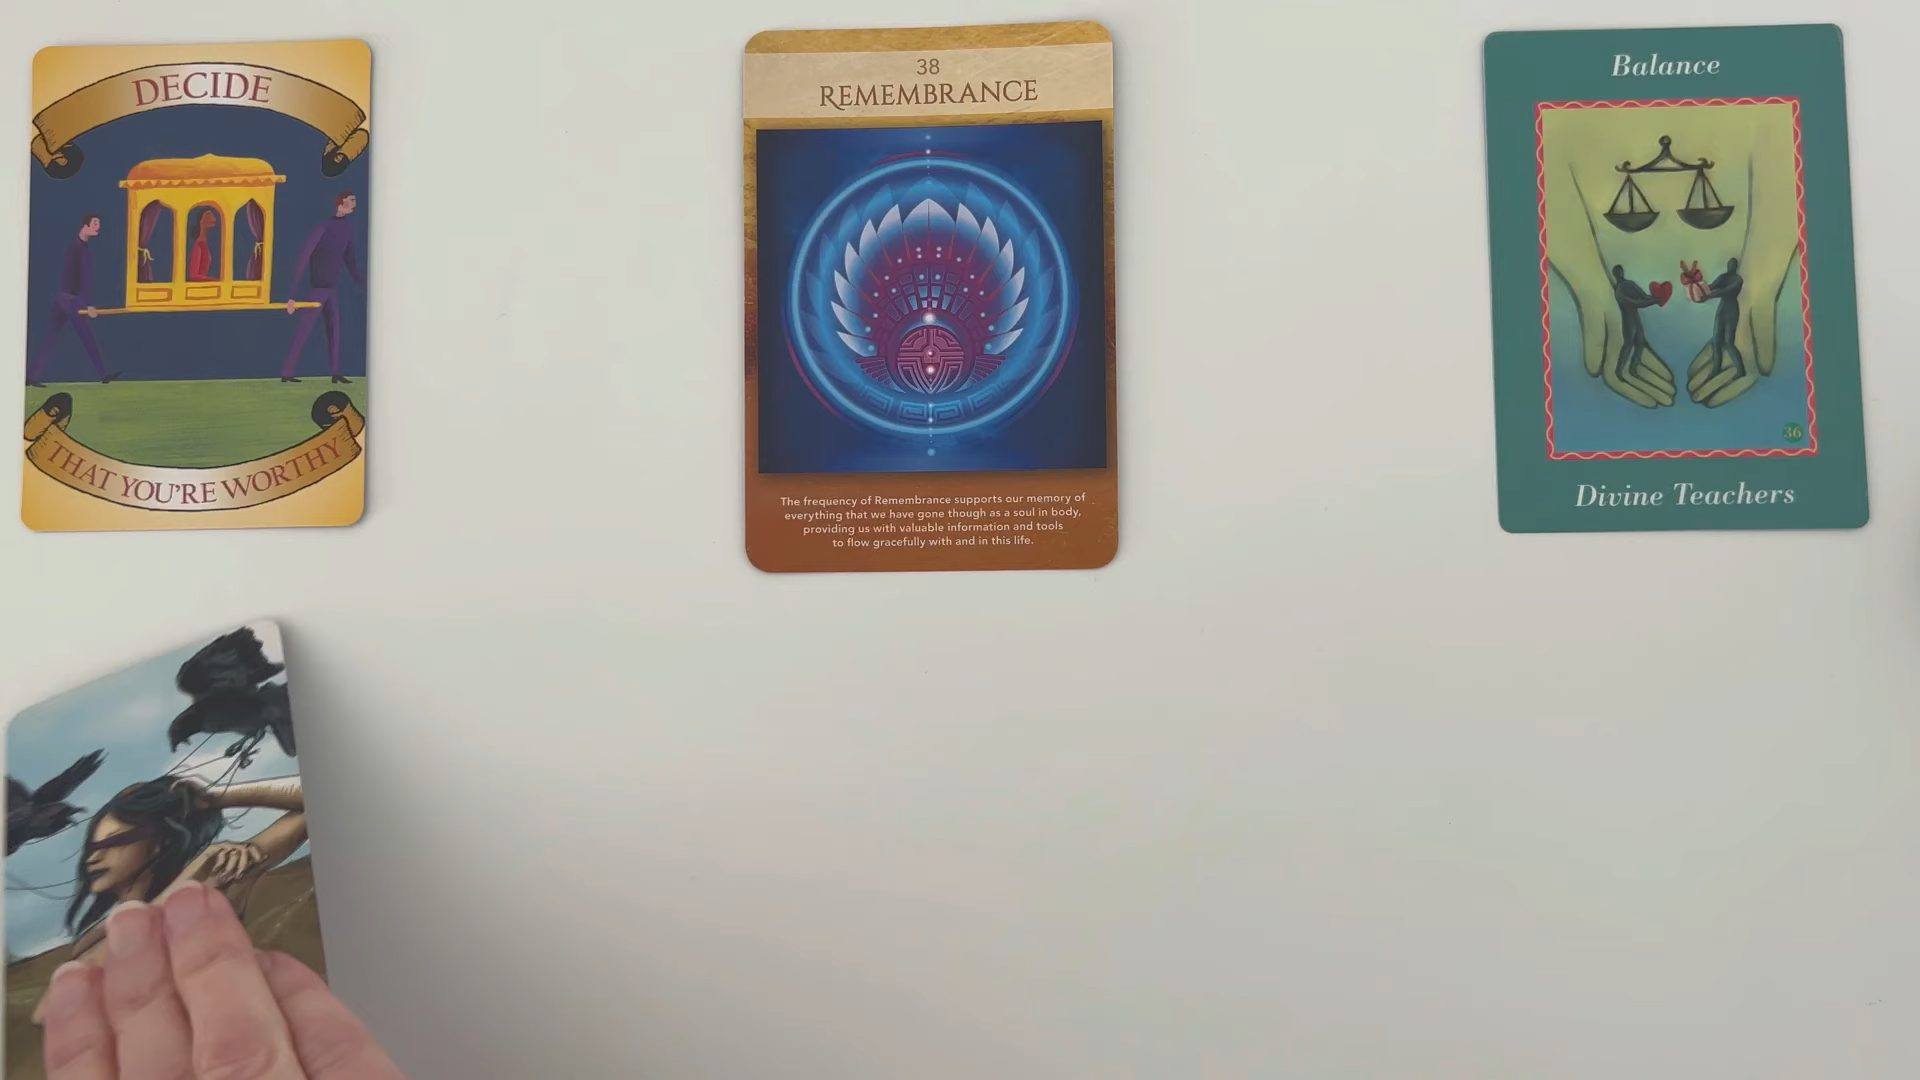 DECIDE
THAT YOU'RE WORTHY
38
REMEMBRANCE
The frequency of Remembrance supports our memory of
everything that we have gone though as a soul in body,
providing us with valuable information and tools
to flow gracefully with and in this life.
Balance
36
Divine Teachers